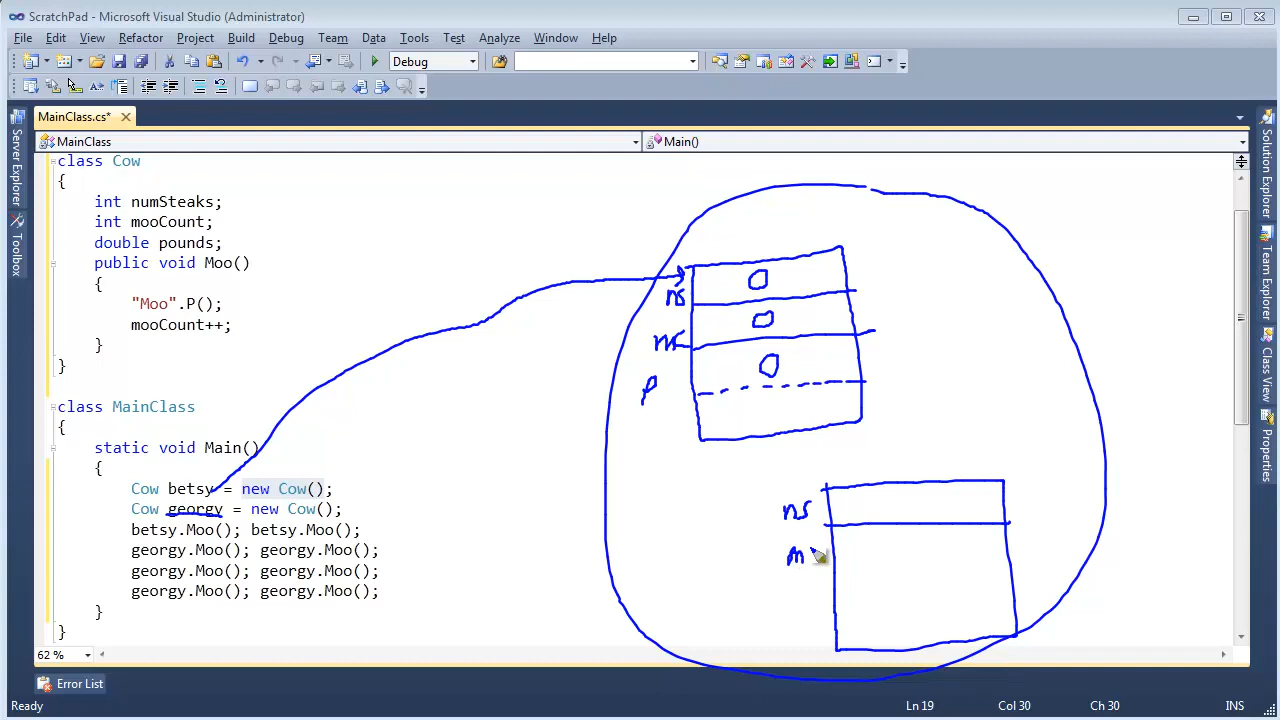 ScratchPad - Microsoft Visual Studio (Administrator)
File Edit View Refactor Project Build Debug Team Data Tools Test Analyze Window Help
Debug
MainClass.cs*
MainClass Main()
class Cow
{
int numSteaks;
int mooCount;
double pounds;
public void Moo()
{
"Moo".P();
mooCount++;
}
}
class MainClass
{
static void Main()
{
Cow betsy = new Cow();
Cow georgy = new Cow();
betsy.Moo(); betsy.Moo();
georgy.Moo(); georgy.Moo();
georgy.Moo(); georgy.Moo();
georgy.Moo(); georgy.Moo();
}
}
ns 0
0
p 0
ns
m
62 %
Error List
Ready Ln 19 Col 30 Ch 30 INS
Server Explorer
Toolbox
Solution Explorer
Team Explorer
Class View
Properties